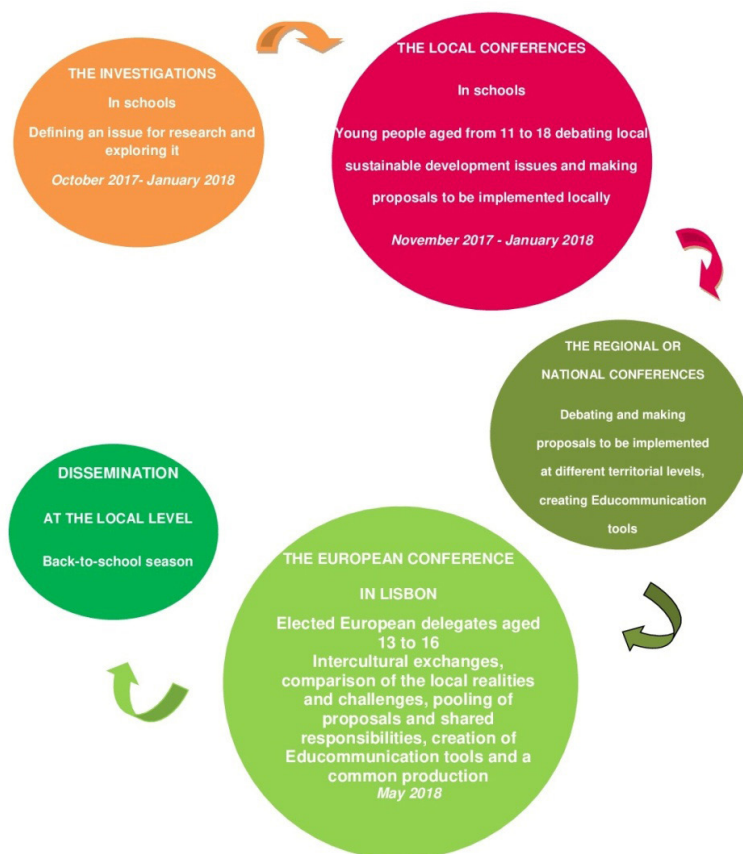 THE INVESTIGATIONS
In schools
Defining an issue for research and
exploring it
October 2017- January 2018
THE LOCAL CONFERENCES
In schools
Young people aged from 11 to 18 debating local
sustainable development issues and making
proposals to be implemented locally
November 2017 - January 2018
THE REGIONAL OR
NATIONAL CONFERENCES
Debating and making
proposals to be implemented
at different territorial levels,
creating Educommunication
tools
THE EUROPEAN CONFERENCE
IN LISBON
Elected European delegates aged
13 to 16
Intercultural exchanges,
comparison of the local realities
and challenges, pooling of
proposals and shared
responsibilities, creation of
Educommunication tools and a
common production
May 2018
DISSEMINATION
AT THE LOCAL LEVEL
Back-to-school season